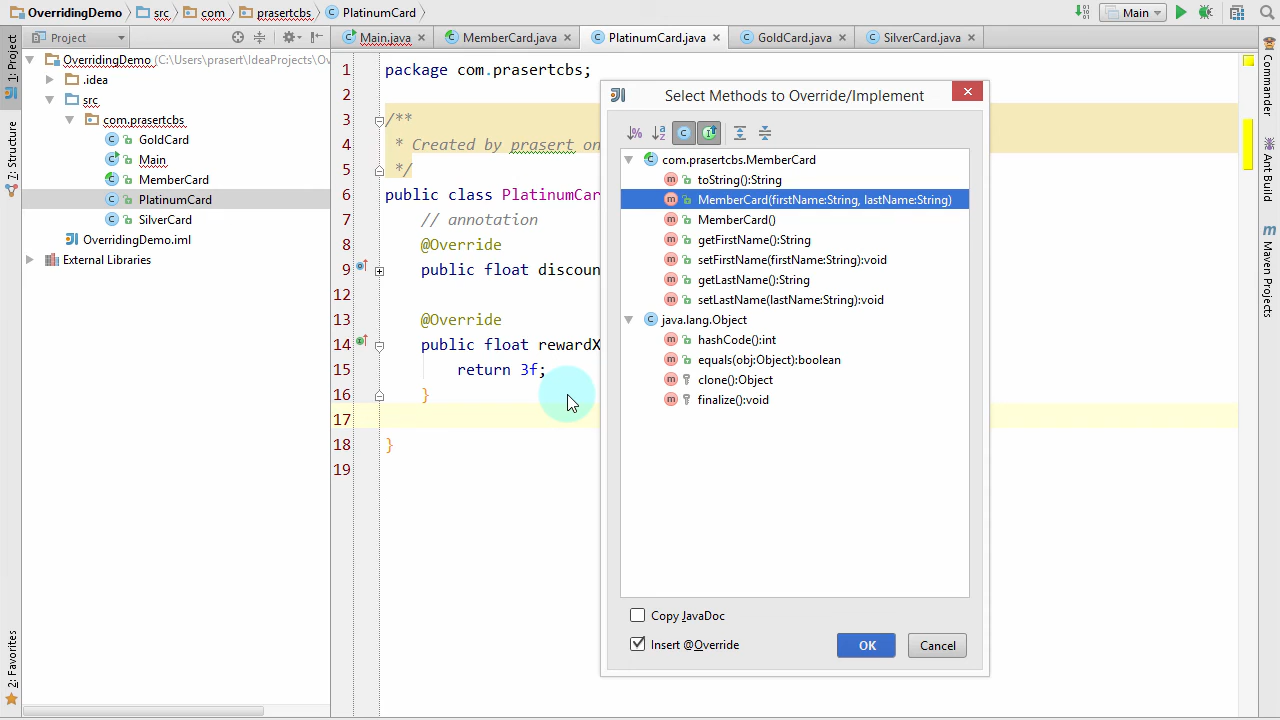 OverridingDemo
src
com
prasertcbs
PlatinumCard
Main
Project
Main.java
MemberCard.java
PlatinumCard.java
GoldCard.java
SilverCard.java
1: Project
7: Structure
2: Favorites
OverridingDemo (C:\Users\prasert\IdeaProjects\Ov
.idea
src
com.prasertcbs
GoldCard
Main
MemberCard
PlatinumCard
SilverCard
OverridingDemo.iml
External Libraries
1 package com.prasertcbs;
2
3 /**
4 * Created by prasert on
5 */
6 public class PlatinumCar
7 // annotation
8 @Override
9 public float discoun
12
13 @Override
14 public float rewardX
15 return 3f;
16 }
17
18 }
19
Select Methods to Override/Implement
com.prasertcbs.MemberCard
toString():String
MemberCard(firstName:String, lastName:String)
MemberCard()
getFirstName():String
setFirstName(firstName:String):void
getLastName():String
setLastName(lastName:String):void
java.lang.Object
hashCode():int
equals(obj:Object):boolean
clone():Object
finalize():void
Copy JavaDoc
Insert @Override
OK
Cancel
Commander
Ant Build
Maven Projects